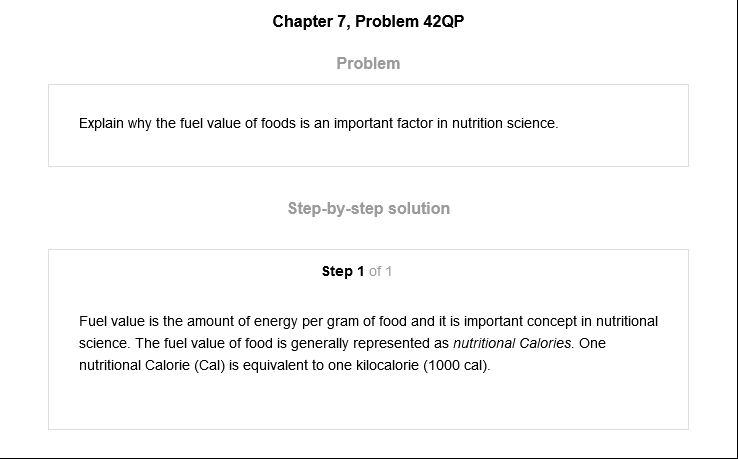 Chapter 7, Problem 42QP
Problem
Explain why the fuel value of foods is an important factor in nutrition science.
Step-by-step solution
Step 1 of 1
Fuel value is the amount of energy per gram of food and it is important concept in nutritional
science. The fuel value of food is generally represented as nutritional Calories. One
nutritional Calorie (Cal) is equivalent to one kilocalorie (1000 cal).